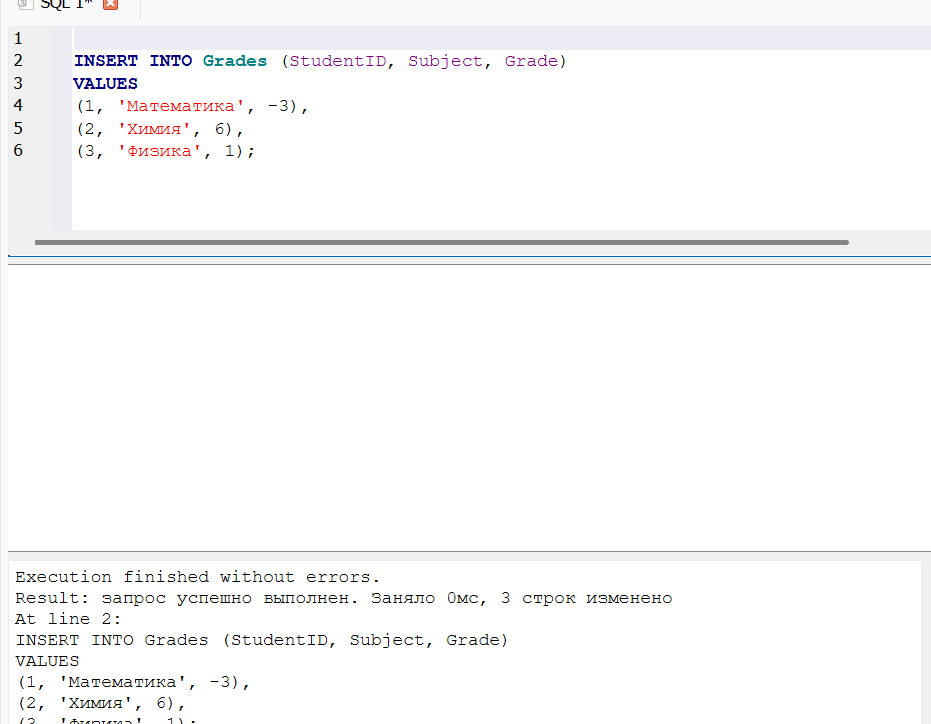 SQL 1*
1
2 INSERT INTO Grades (StudentID, Subject, Grade)
3 VALUES
4 (1, 'Математика', -3),
5 (2, 'Химия', 6),
6 (3, 'Физика', 1);
Execution finished without errors.
Result: запрос успешно выполнен. Заняло 0мс, 3 строк изменено
At line 2:
INSERT INTO Grades (StudentID, Subject, Grade)
VALUES
(1, 'Математика', -3),
(2, 'Химия', 6),
(3, 'Физика', 1);